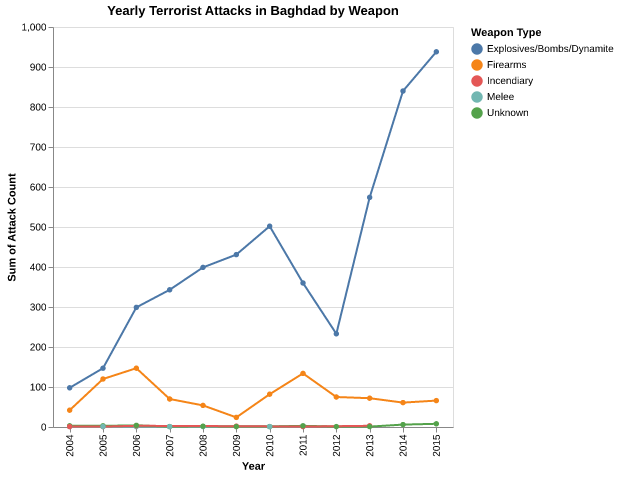 Yearly Terrorist Attacks in Baghdad by Weapon
Weapon Type
Explosives/Bombs/Dynamite
Firearms
Incendiary
Melee
Unknown
Sum of Attack Count
1,000
900
800
700
600
500
400
300
200
100
0
2004
2005
2006
2007
2008
2009
2010
2011
2012
2013
2014
2015
Year